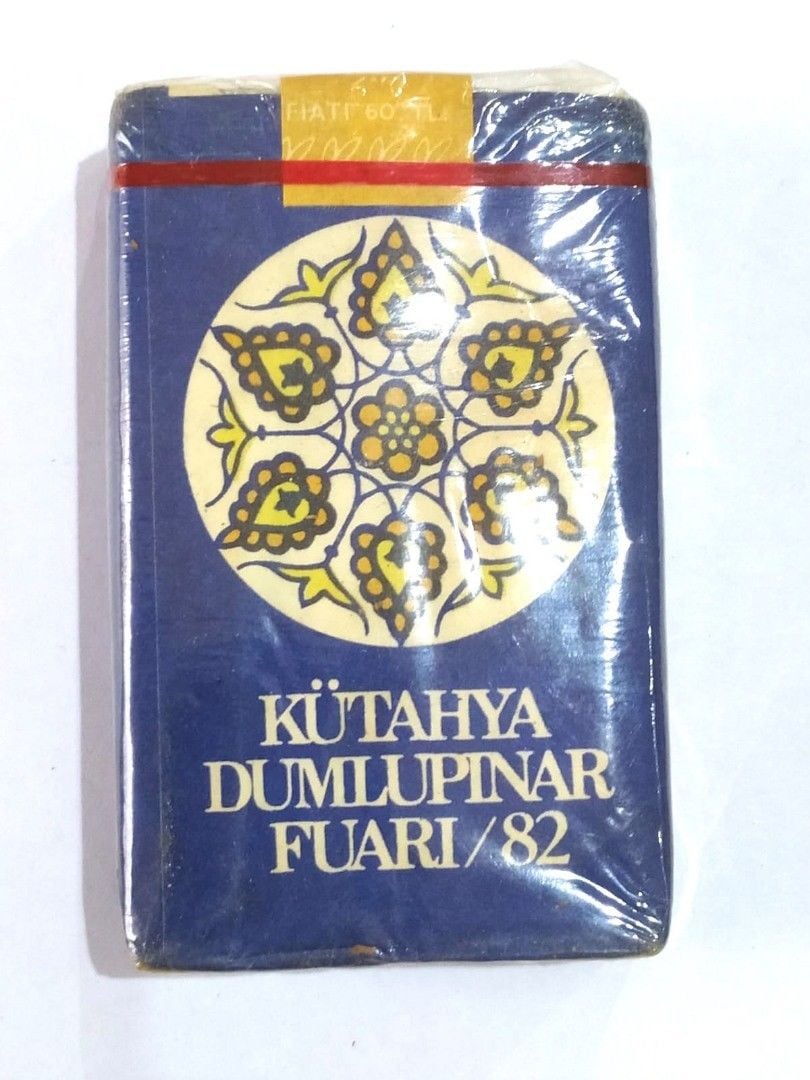 FİATI 60 TL.
KÜTAHYA
DUMLUPINAR
FUARI/82